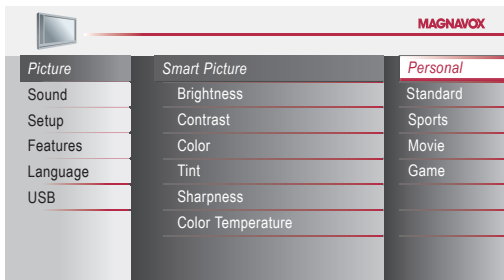 MAGNAVOX
Picture
Sound
Setup
Features
Language
USB
Smart Picture
Brightness
Contrast
Color
Tint
Sharpness
Color Temperature
Personal
Standard
Sports
Movie
Game